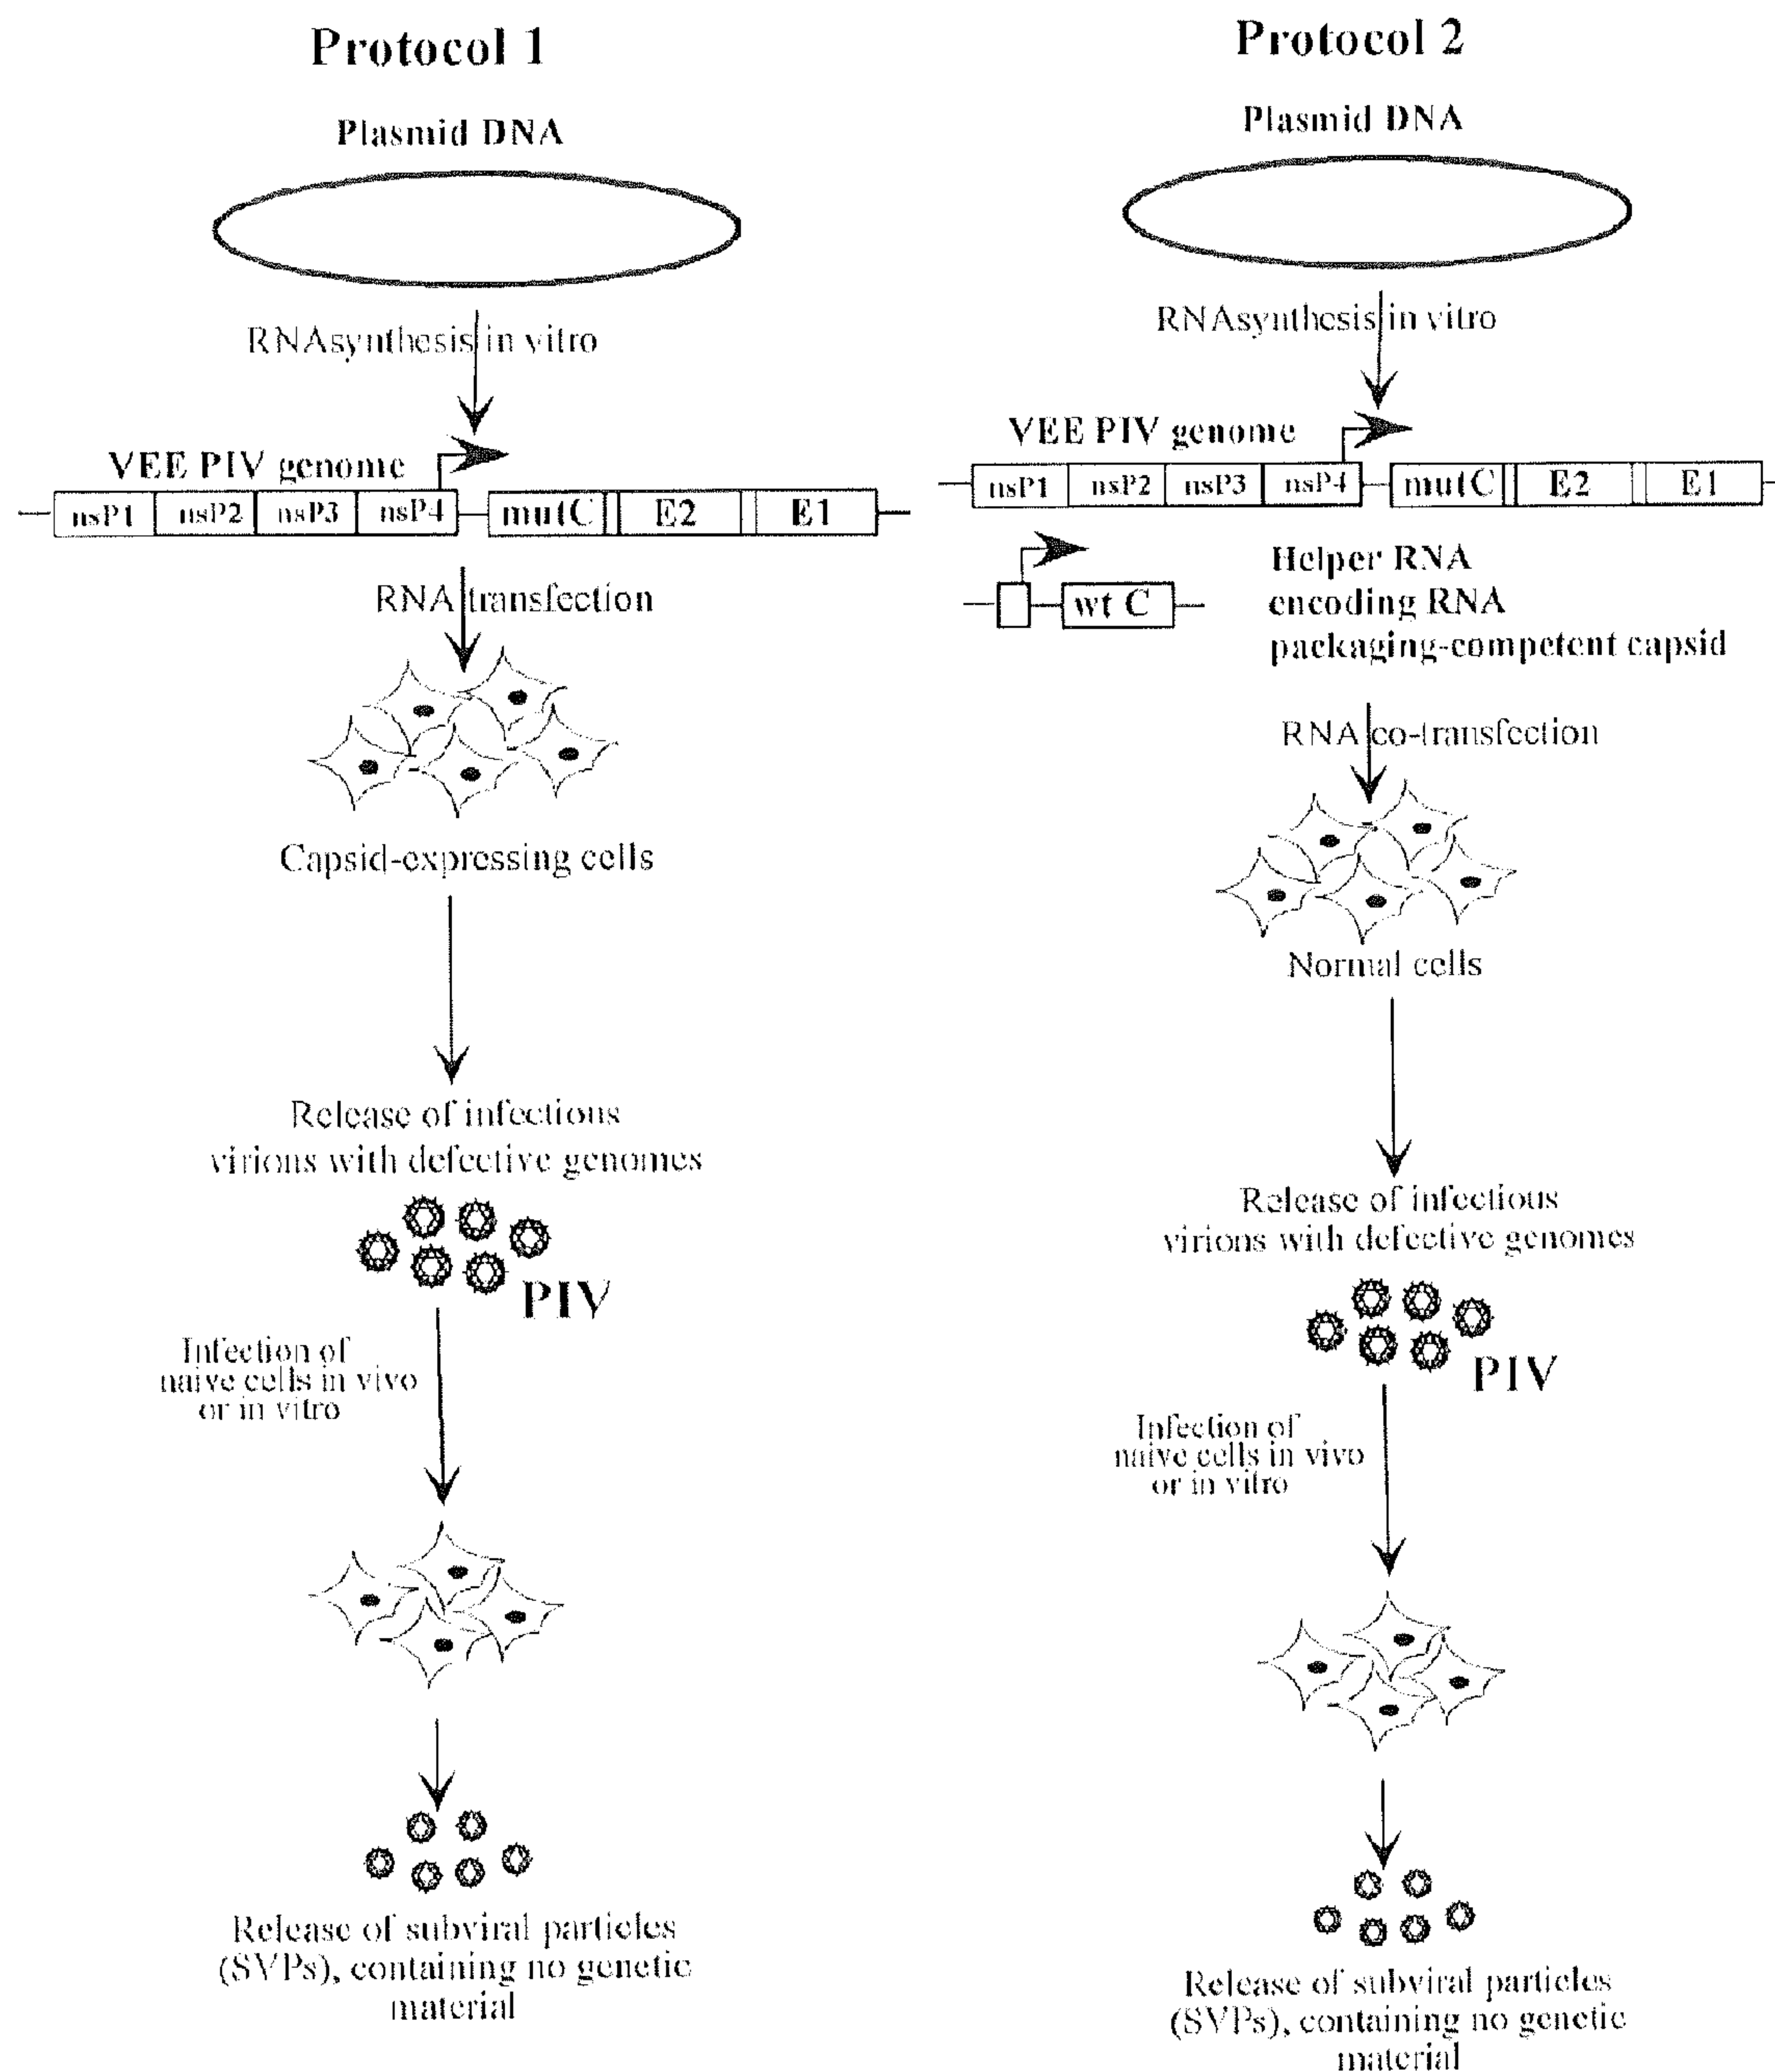 Protocol 1
Plasmid DNA
RNAsynthesis in vitro
VEE PIV genome
nsP1 nsP2 nsP3 nsP4 mutC E2 E1
RNA transfection
Capsid-expressing cells
Release of infectious
virions with defective genomes
PIV
Infection of
naive cells in vivo
or in vitro
Release of subviral particles
(SVPs), containing no genetic
material
Protocol 2
Plasmid DNA
RNAsynthesis in vitro
VEE PIV genome
nsP1 nsP2 nsP3 nsP4 mutC E2 E1
wt C
Helper RNA
encoding RNA
packaging-competent capsid
RNA co-transfection
Normal cells
Release of infectious
virions with defective genomes
PIV
Infection of
naive cells in vivo
or in vitro
Release of subviral particles
(SVPs), containing no genetic
material